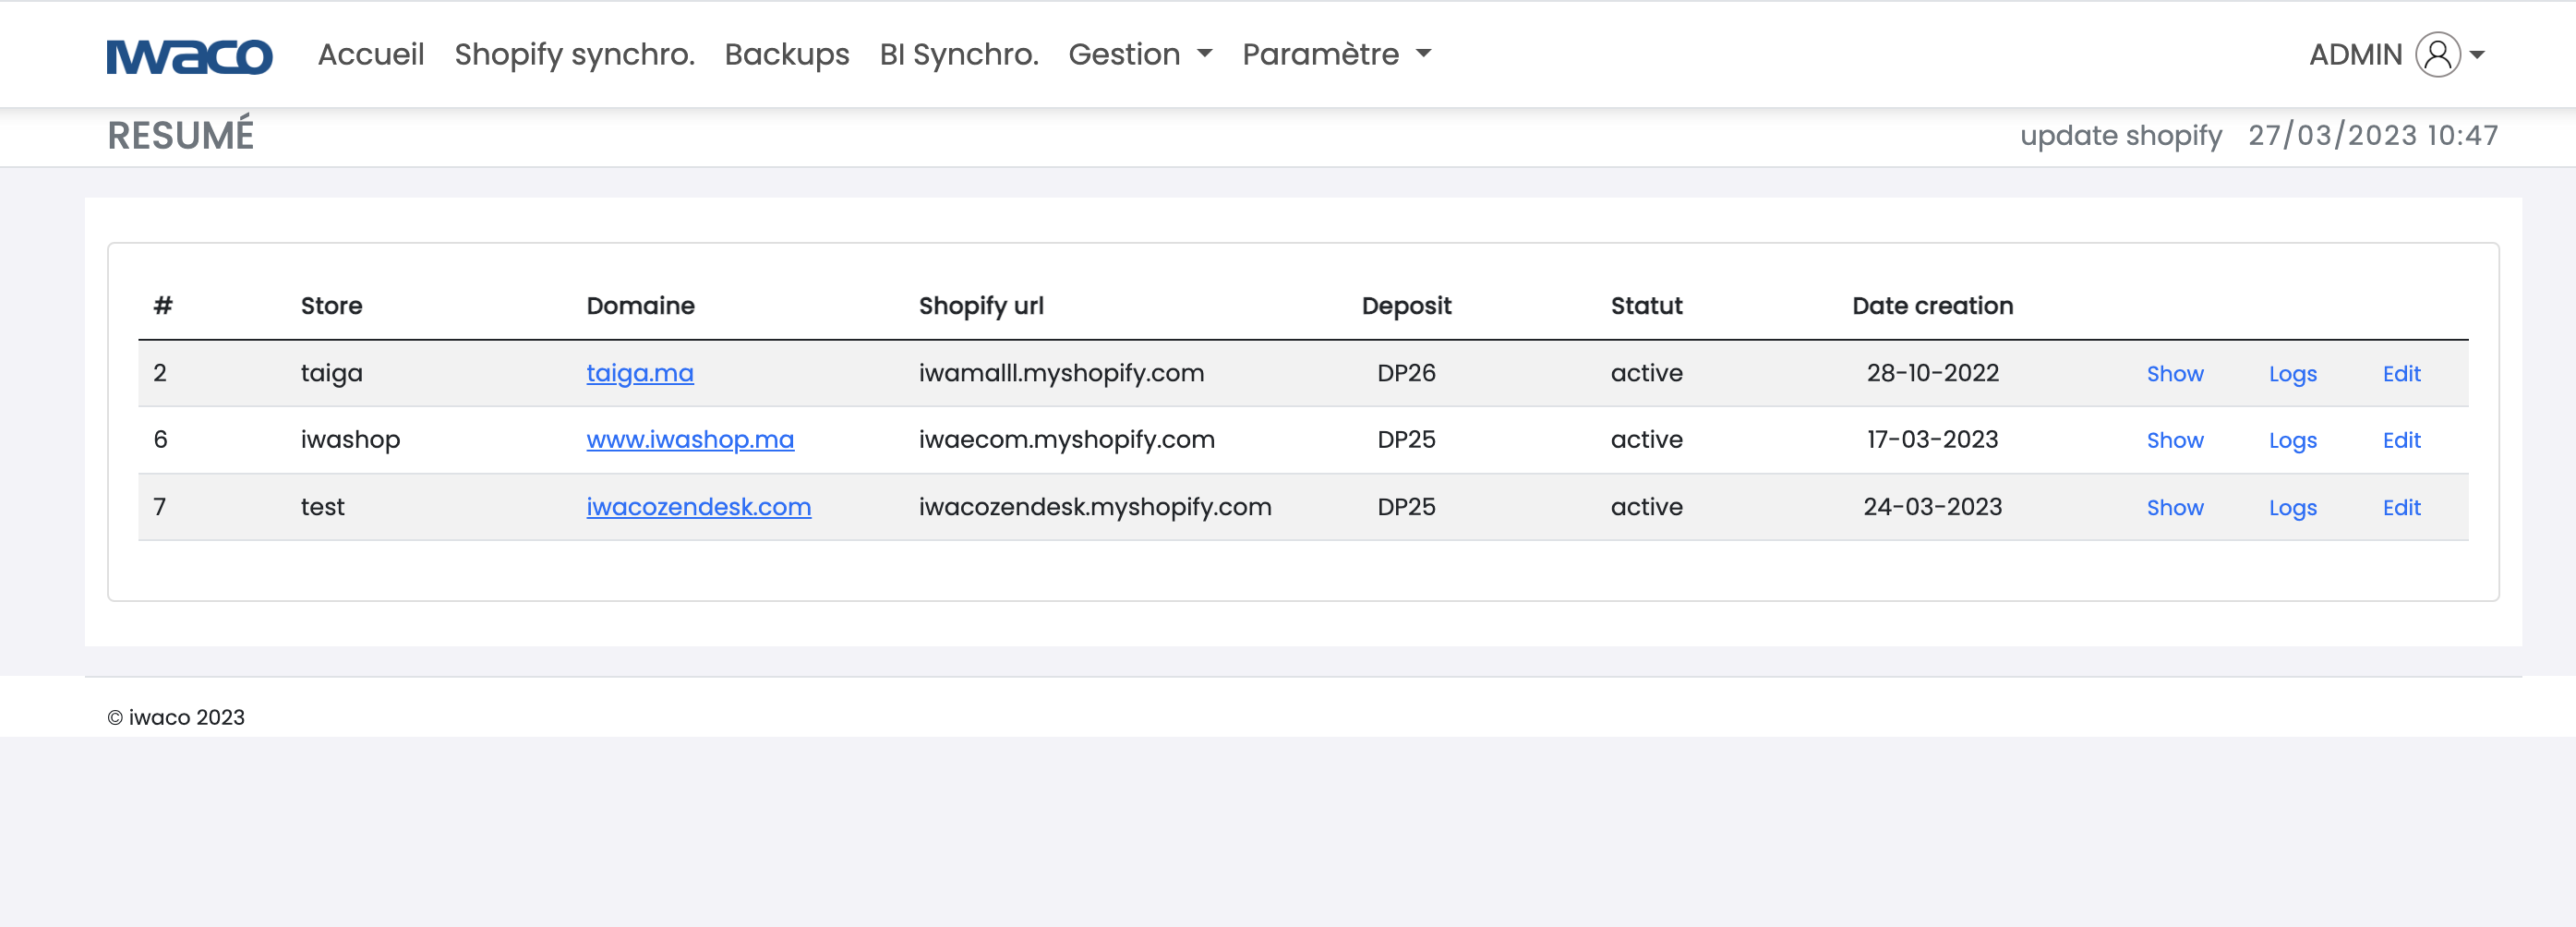 IWACO Accueil Shopify synchro. Backups BI Synchro. Gestion Paramètre ADMIN
RESUMÉ update shopify 27/03/2023 10:47
# Store Domaine Shopify url Deposit Statut Date creation
2 taiga taiga.ma iwamalll.myshopify.com DP26 active 28-10-2022 Show Logs Edit
6 iwashop www.iwashop.ma iwaecom.myshopify.com DP25 active 17-03-2023 Show Logs Edit
7 test iwacozendesk.com iwacozendesk.myshopify.com DP25 active 24-03-2023 Show Logs Edit
© iwaco 2023